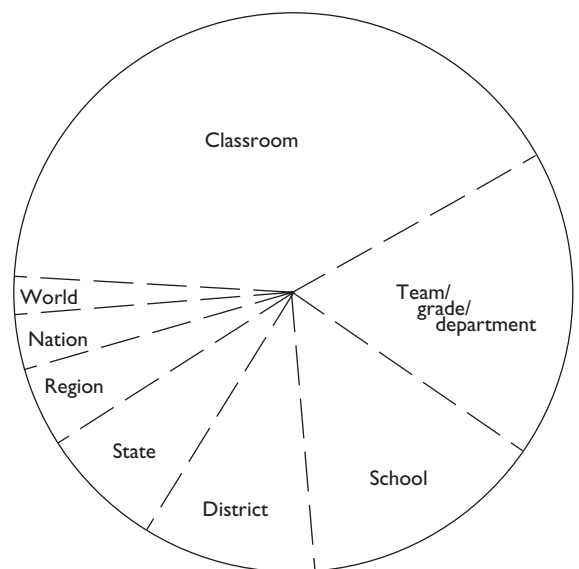 Classroom
World
Team/
grade/
department
Nation
Region
State
School
District